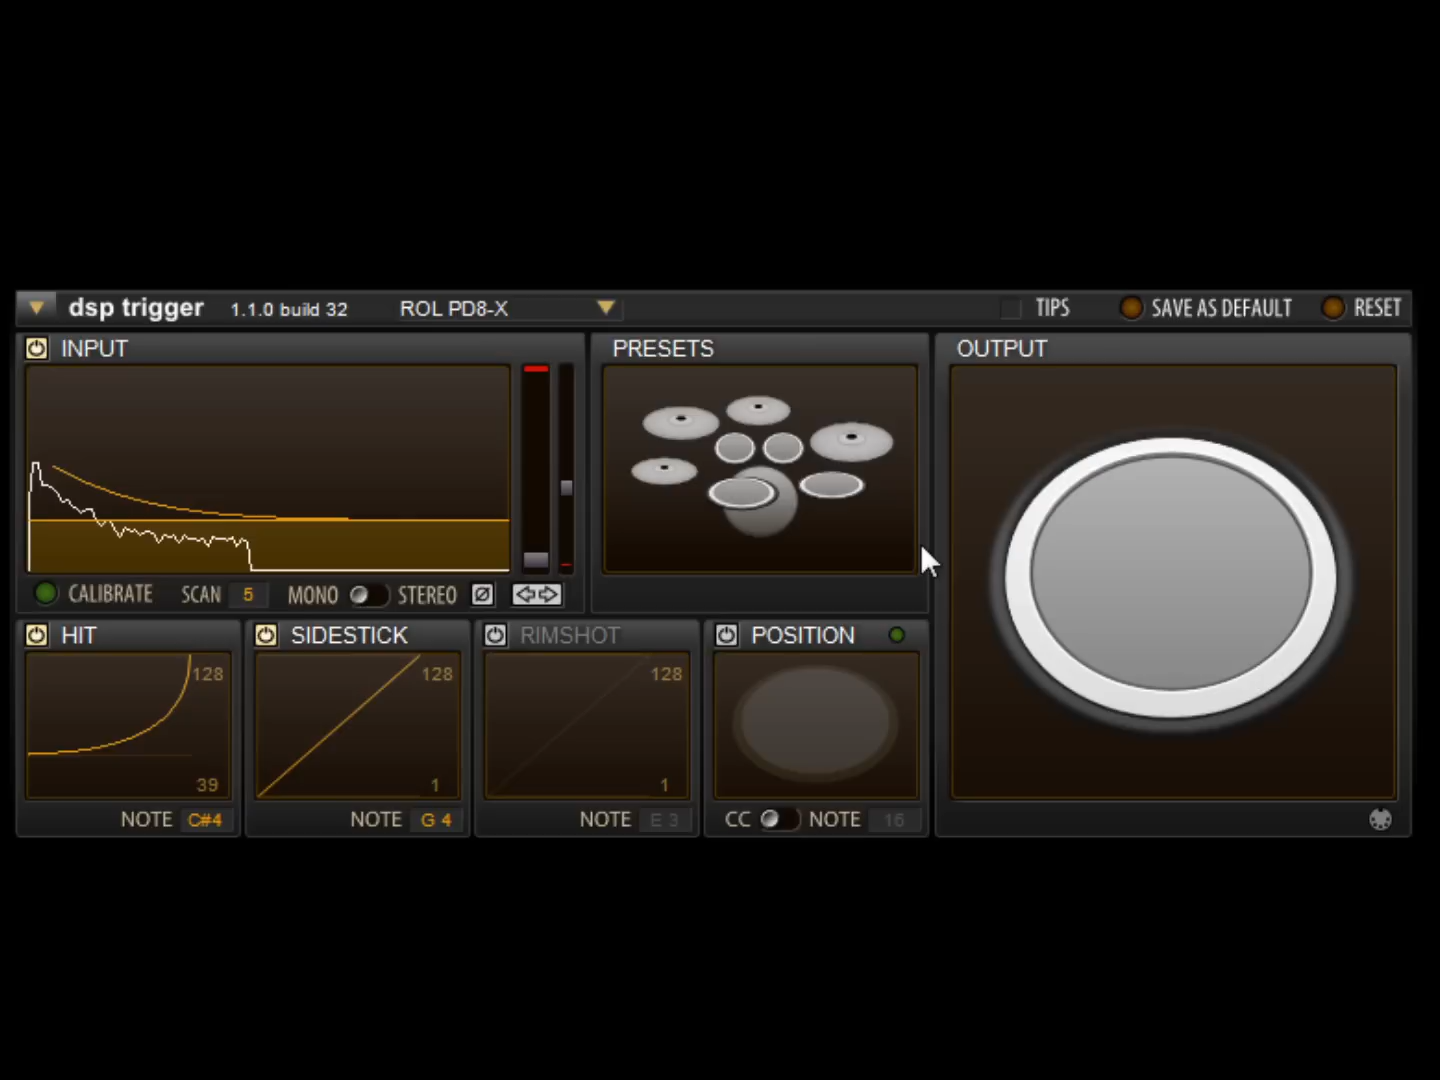 dsp trigger 1.1.0 build 32 ROL PD8-X TIPS SAVE AS DEFAULT RESET
INPUT PRESETS OUTPUT
CALIBRATE SCAN 5 MONO STEREO Ø
HIT SIDESTICK RIMSHOT POSITION
128 128 128
39 1 1
NOTE C#4 NOTE G 4 NOTE E 3 CC NOTE 16